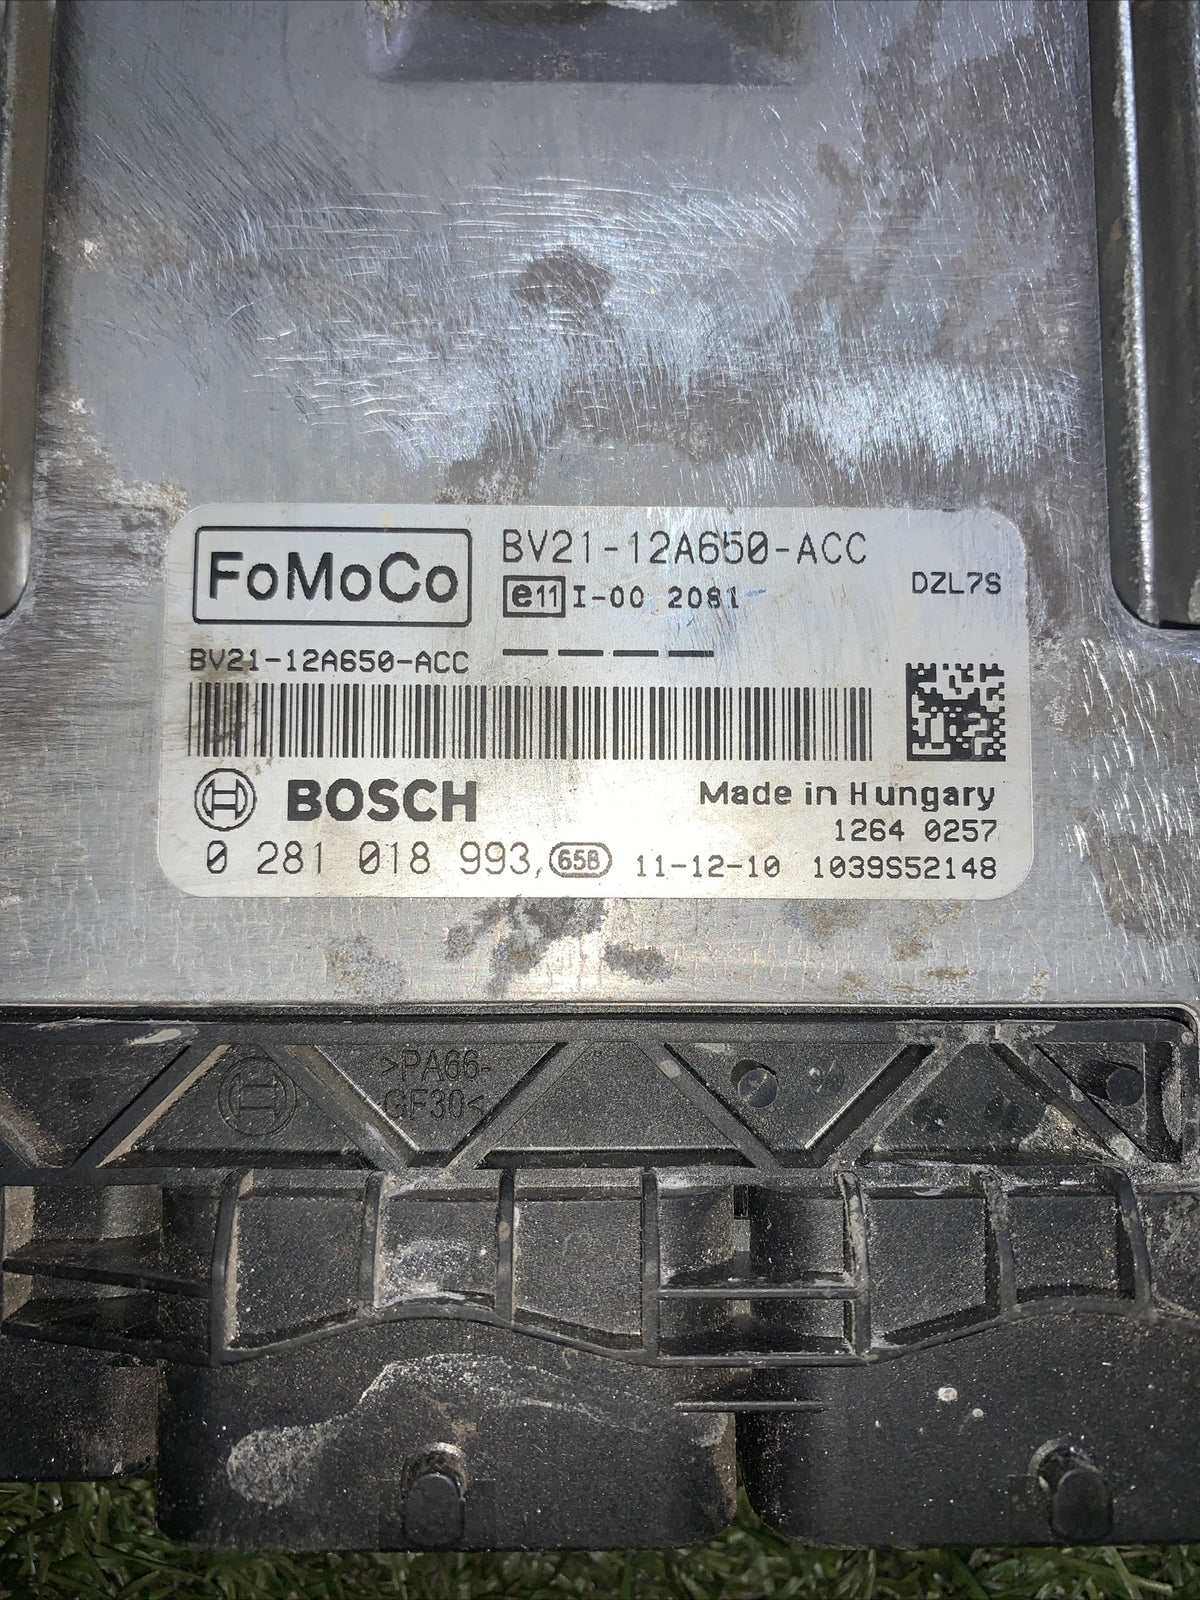 FoMoCo
BV21-12A650-ACC
e11 I-00 2081
DZL7S
BV21-12A650-ACC
BOSCH
Made in Hungary
1264 0257
0 281 018 993, 658 11-12-10 1039S52148
>PA66-
GF30<